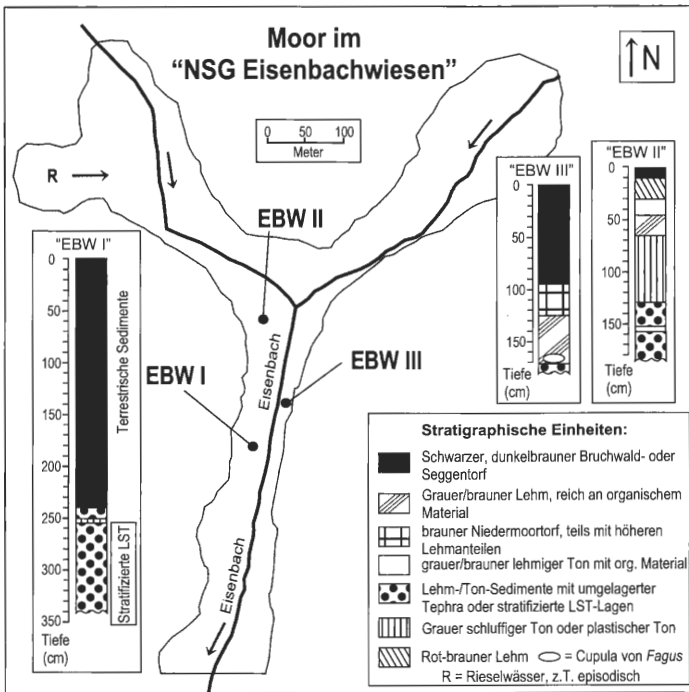 Moor im
"NSG Eisenbachwiesen"
N
0 50 100
Meter
R
EBW II
EBW I
EBW III
Eisenbach
Eisenbach
"EBW I"
0
50
100
150
200
250
300
350
Tiefe
(cm)
Terrestrische Sedimente
Stratifizierte LST
"EBW III"
0
50
100
150
Tiefe
(cm)
"EBW II"
0
50
100
150
Tiefe
(cm)
Stratigraphische Einheiten:
Schwarzer, dunkelbrauner Bruchwald- oder
Seggentorf
Grauer/brauner Lehm, reich an organischem
Material
brauner Niedermoortorf, teils mit höheren
Lehmanteilen
grauer/brauner lehmiger Ton mit org. Material
Lehm-/Ton-Sedimente mit umgelagerter
Tephra oder stratifizierte LST-Lagen
Grauer schluffiger Ton oder plastischer Ton
Rot-brauner Lehm = Cupula von Fagus
R = Rieselwässer, z.T. episodisch